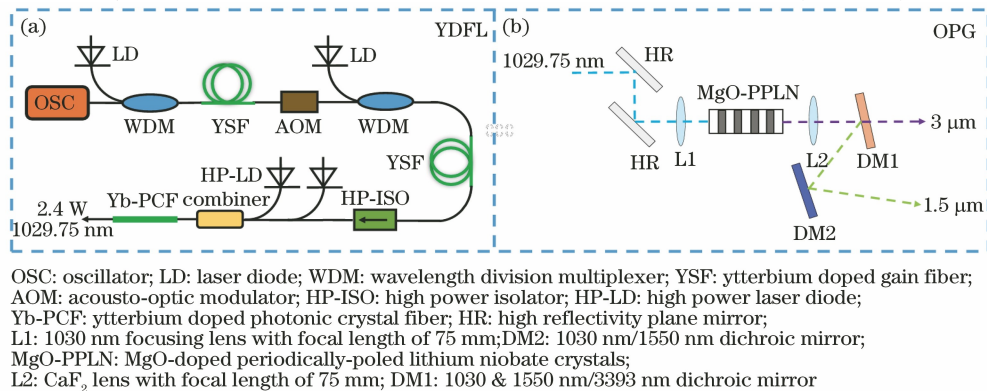 (a)
YDFL
LD
LD
OSC
WDM
YSF
AOM
WDM
YSF
HP-LD
Yb-PCF
combiner
HP-ISO
2.4 W
1029.75 nm
(b)
OPG
HR
1029.75 nm
MgO-PPLN
3 μm
HR
L1
L2
DM1
1.5 μm
DM2
OSC: oscillator; LD: laser diode; WDM: wavelength division multiplexer; YSF: ytterbium doped gain fiber;
AOM: acousto-optic modulator; HP-ISO: high power isolator; HP-LD: high power laser diode;
Yb-PCF: ytterbium doped photonic crystal fiber; HR: high reflectivity plane mirror;
L1: 1030 nm focusing lens with focal length of 75 mm;DM2: 1030 nm/1550 nm dichroic mirror;
MgO-PPLN: MgO-doped periodically-poled lithium niobate crystals;
L2: CaF₂ lens with focal length of 75 mm; DM1: 1030 & 1550 nm/3393 nm dichroic mirror